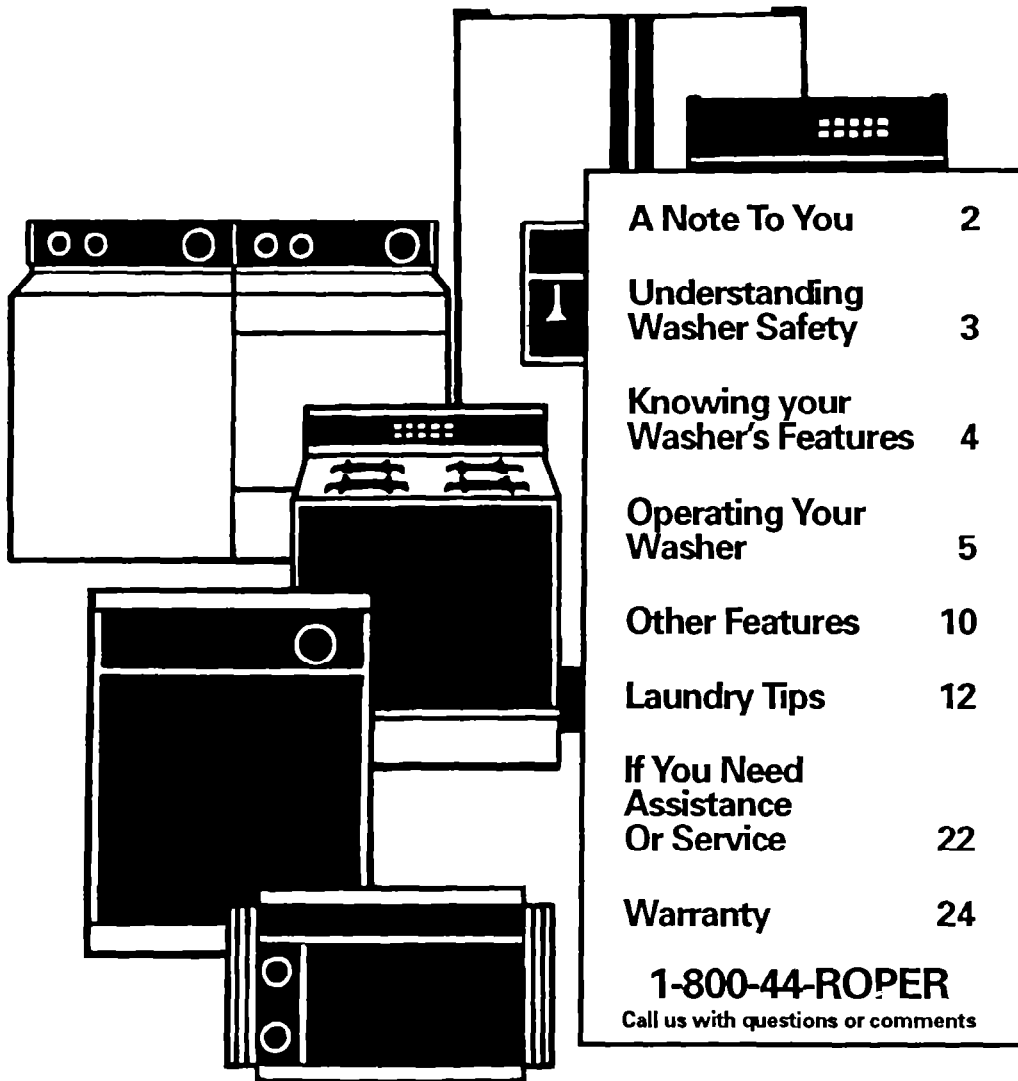 A Note To You 2
Understanding
Washer Safety 3
Knowing your
Washer's Features 4
Operating Your
Washer 5
Other Features 10
Laundry Tips 12
If You Need
Assistance
Or Service 22
Warranty 24
1-800-44-ROPER
Call us with questions or comments